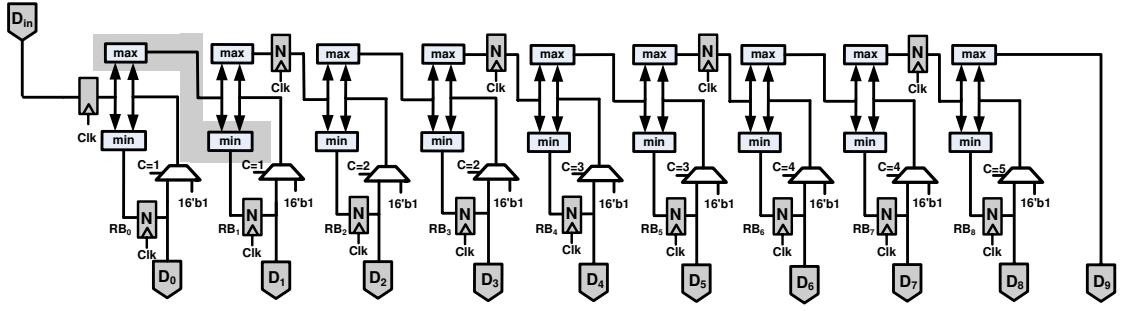 Din
max max N max max N max max N max max N max
Clk Clk Clk Clk
Clk
min min min min min min min min min
C=1 C=1 C=2 C=2 C=3 C=3 C=4 C=4 C=5
16'b1 16'b1 16'b1 16'b1 16'b1 16'b1 16'b1 16'b1 16'b1
N N N N N N N N N
RB0 RB1 RB2 RB3 RB4 RB5 RB6 RB7 RB8
Clk Clk Clk Clk Clk Clk Clk Clk Clk
D0 D1 D2 D3 D4 D5 D6 D7 D8 D9